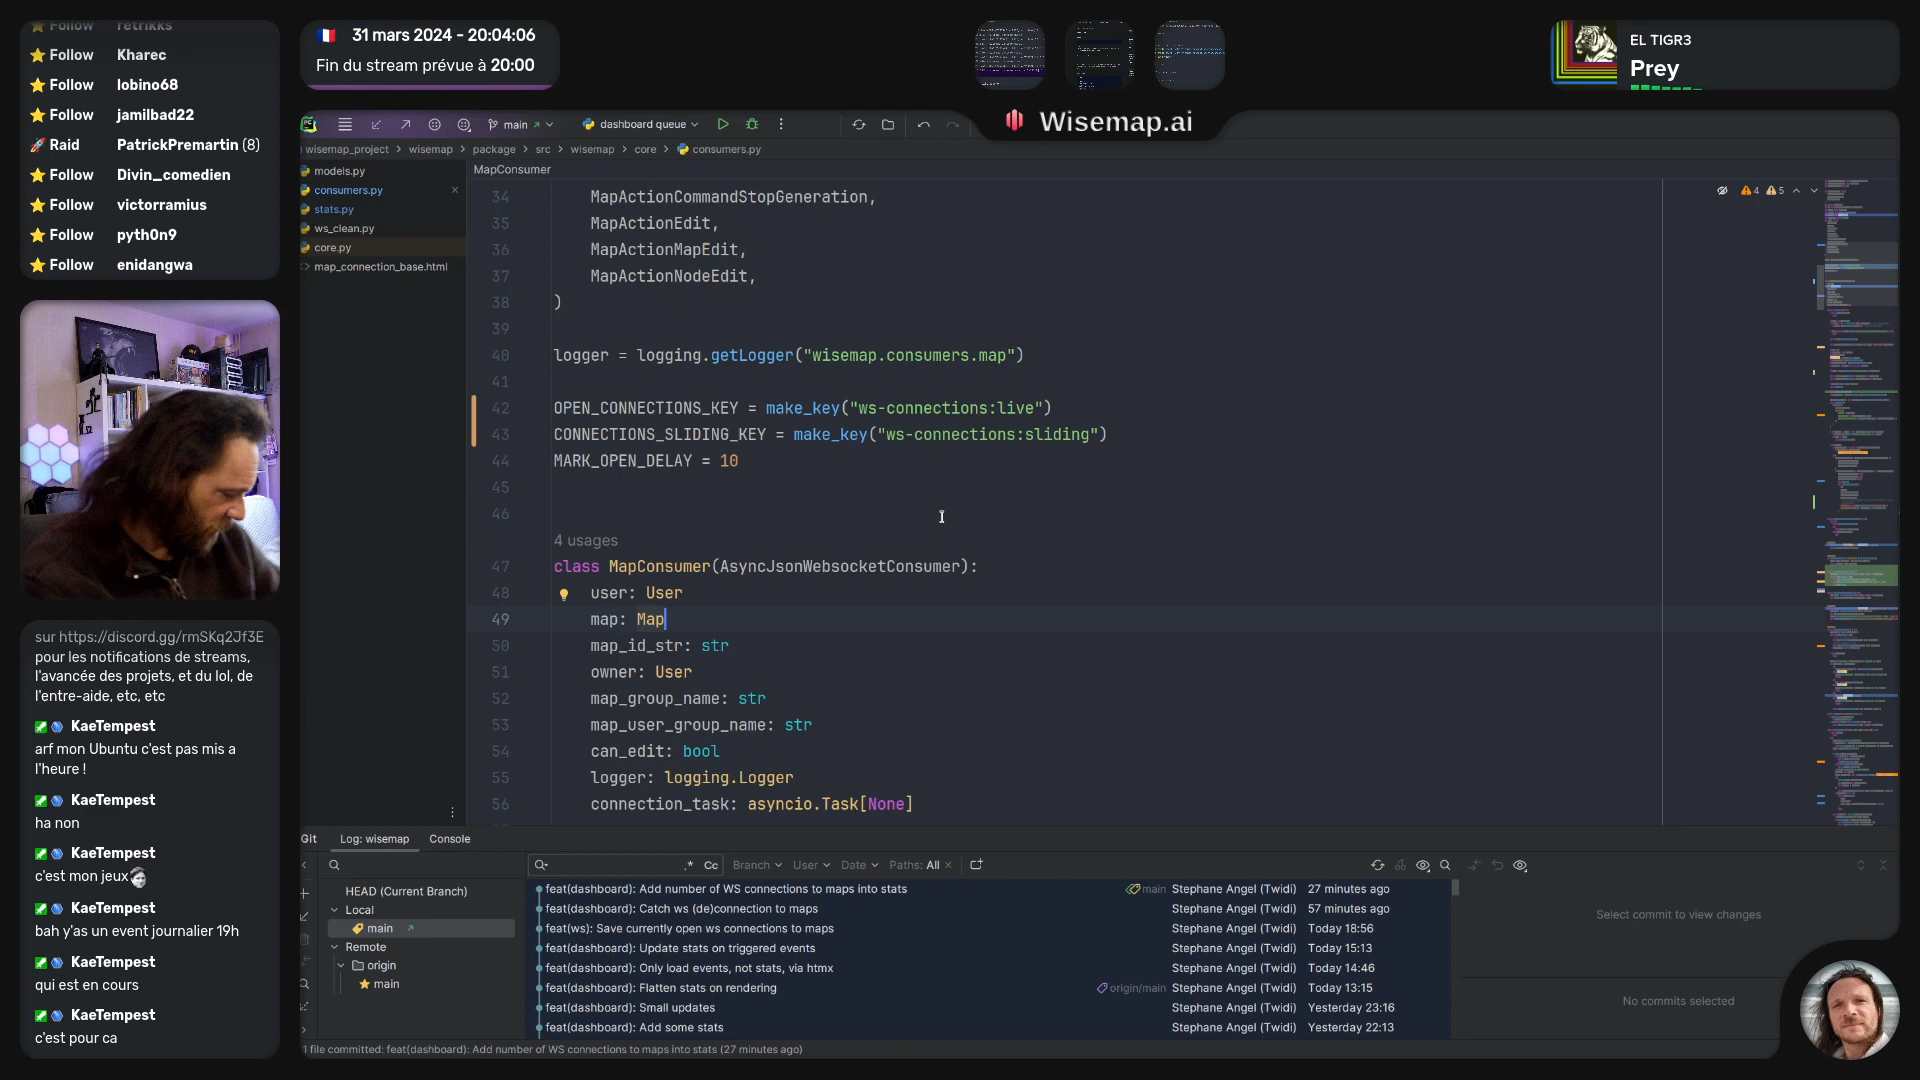 Follow retrikks
Follow Kharec
Follow lobino68
Follow jamilbad22
Raid PatrickPremartin (8)
Follow Divin_comedien
Follow victorramius
Follow pyth0n9
Follow enidangwa
31 mars 2024 - 20:04:06
Fin du stream prévue à 20:00
EL TIGR3
Prey
Wisemap.ai
main
dashboard queue
wisemap_project > wisemap > package > src > wisemap > core > consumers.py
models.py
consumers.py
stats.py
ws_clean.py
core.py
map_connection_base.html
MapConsumer
4 5
34 MapActionCommandStopGeneration,
35 MapActionEdit,
36 MapActionMapEdit,
37 MapActionNodeEdit,
38 )
39
40 logger = logging.getLogger("wisemap.consumers.map")
41
42 OPEN_CONNECTIONS_KEY = make_key("ws-connections:live")
43 CONNECTIONS_SLIDING_KEY = make_key("ws-connections:sliding")
44 MARK_OPEN_DELAY = 10
45
46
4 usages
47 class MapConsumer(AsyncJsonWebsocketConsumer):
48 user: User
49 map: Map
50 map_id_str: str
51 owner: User
52 map_group_name: str
53 map_user_group_name: str
54 can_edit: bool
55 logger: logging.Logger
56 connection_task: asyncio.Task[None]
sur https://discord.gg/rmSKq2Jf3E
pour les notifications de streams,
l'avancée des projets, et du lol, de
l'entre-aide, etc, etc
KaeTempest
arf mon Ubuntu c'est pas mis a
l'heure !
KaeTempest
ha non
KaeTempest
c'est mon jeux
KaeTempest
bah y'as un event journalier 19h
KaeTempest
qui est en cours
KaeTempest
c'est pour ca
Git Log: wisemap Console
.* Cc Branch User Date Paths: All
HEAD (Current Branch)
Local
main
Remote
origin
main
feat(dashboard): Add number of WS connections to maps into stats main Stephane Angel (Twidi) 27 minutes ago
feat(dashboard): Catch ws (de)connection to maps Stephane Angel (Twidi) 57 minutes ago
feat(ws): Save currently open ws connections to maps Stephane Angel (Twidi) Today 18:56
feat(dashboard): Update stats on triggered events Stephane Angel (Twidi) Today 15:13
feat(dashboard): Only load events, not stats, via htmx Stephane Angel (Twidi) Today 14:46
feat(dashboard): Flatten stats on rendering origin/main Stephane Angel (Twidi) Today 13:15
feat(dashboard): Small updates Stephane Angel (Twidi) Yesterday 23:16
feat(dashboard): Add some stats Stephane Angel (Twidi) Yesterday 22:13
Select commit to view changes
No commits selected
1 file committed: feat(dashboard): Add number of WS connections to maps into stats (27 minutes ago)